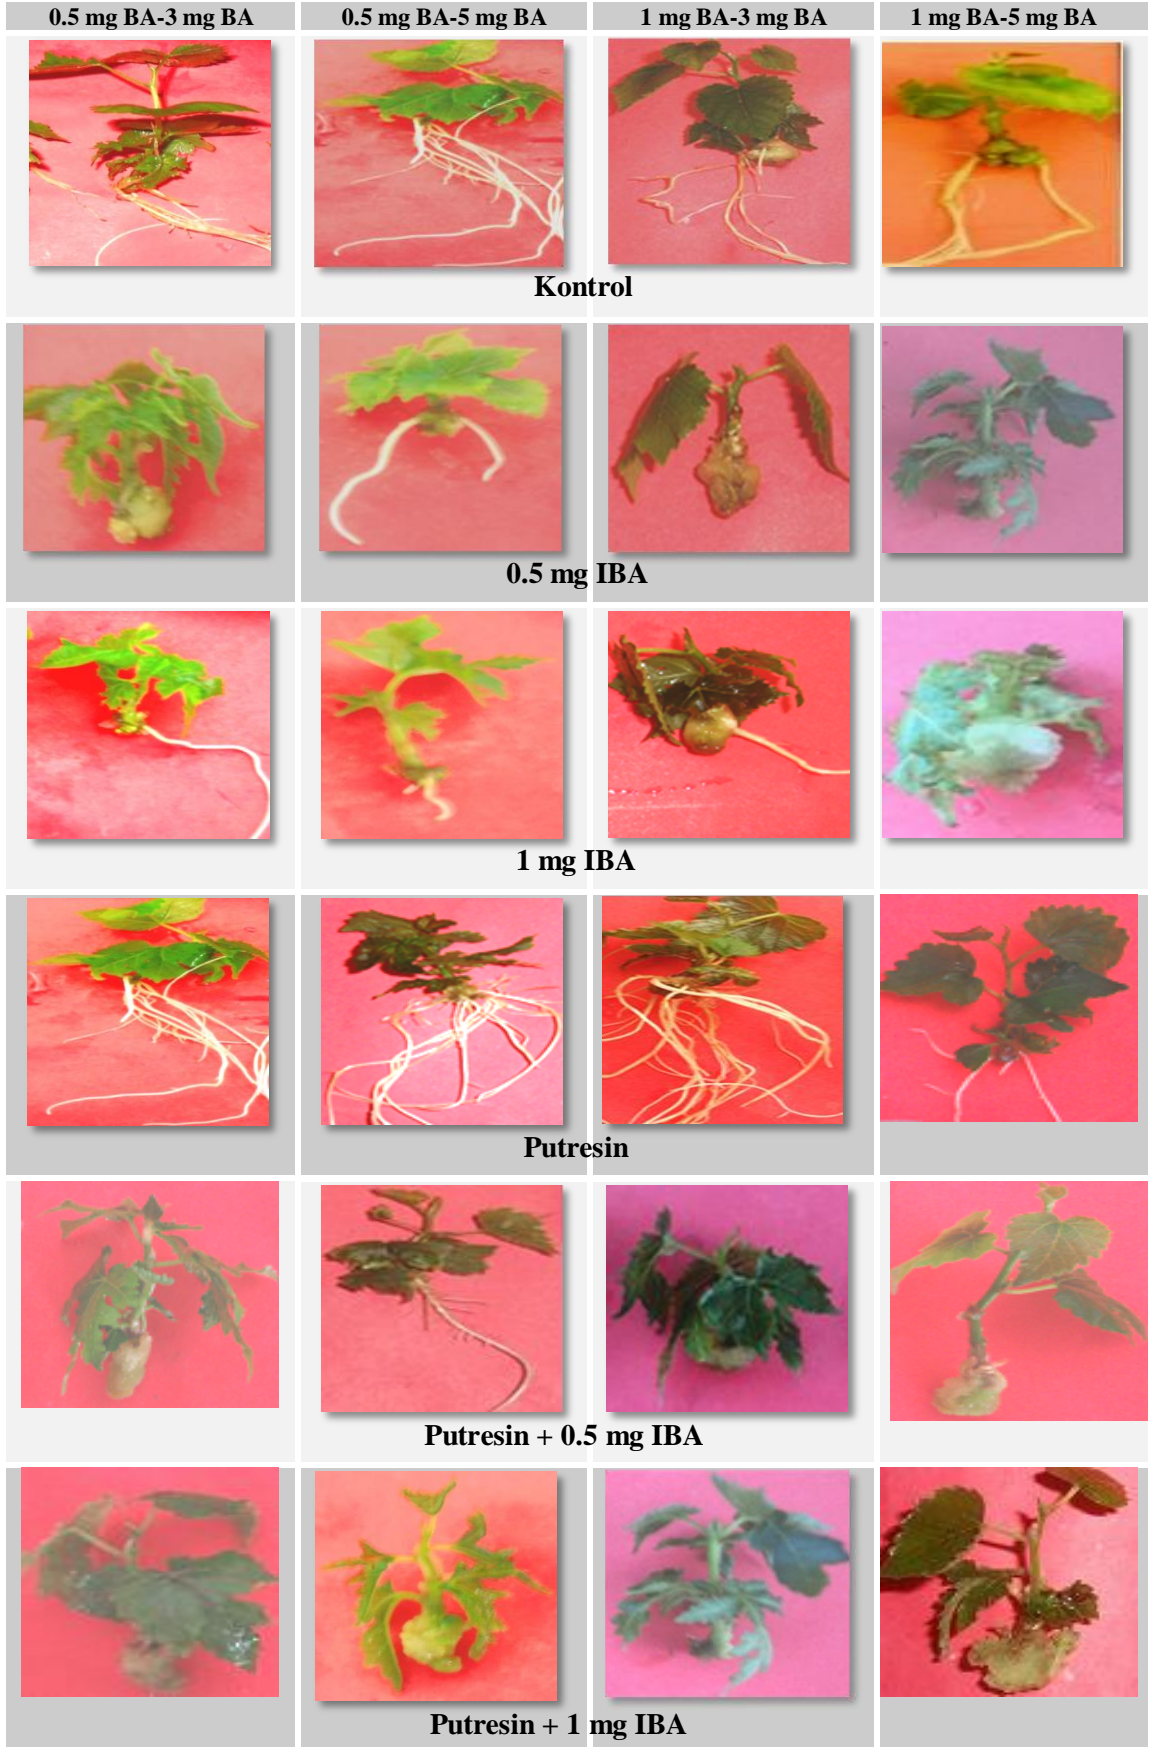 0.5 mg BA-3 mg BA
0.5 mg BA-5 mg BA
1 mg BA-3 mg BA
1 mg BA-5 mg BA
Kontrol
0.5 mg IBA
1 mg IBA
Putresin
Putresin + 0.5 mg IBA
Putresin + 1 mg IBA